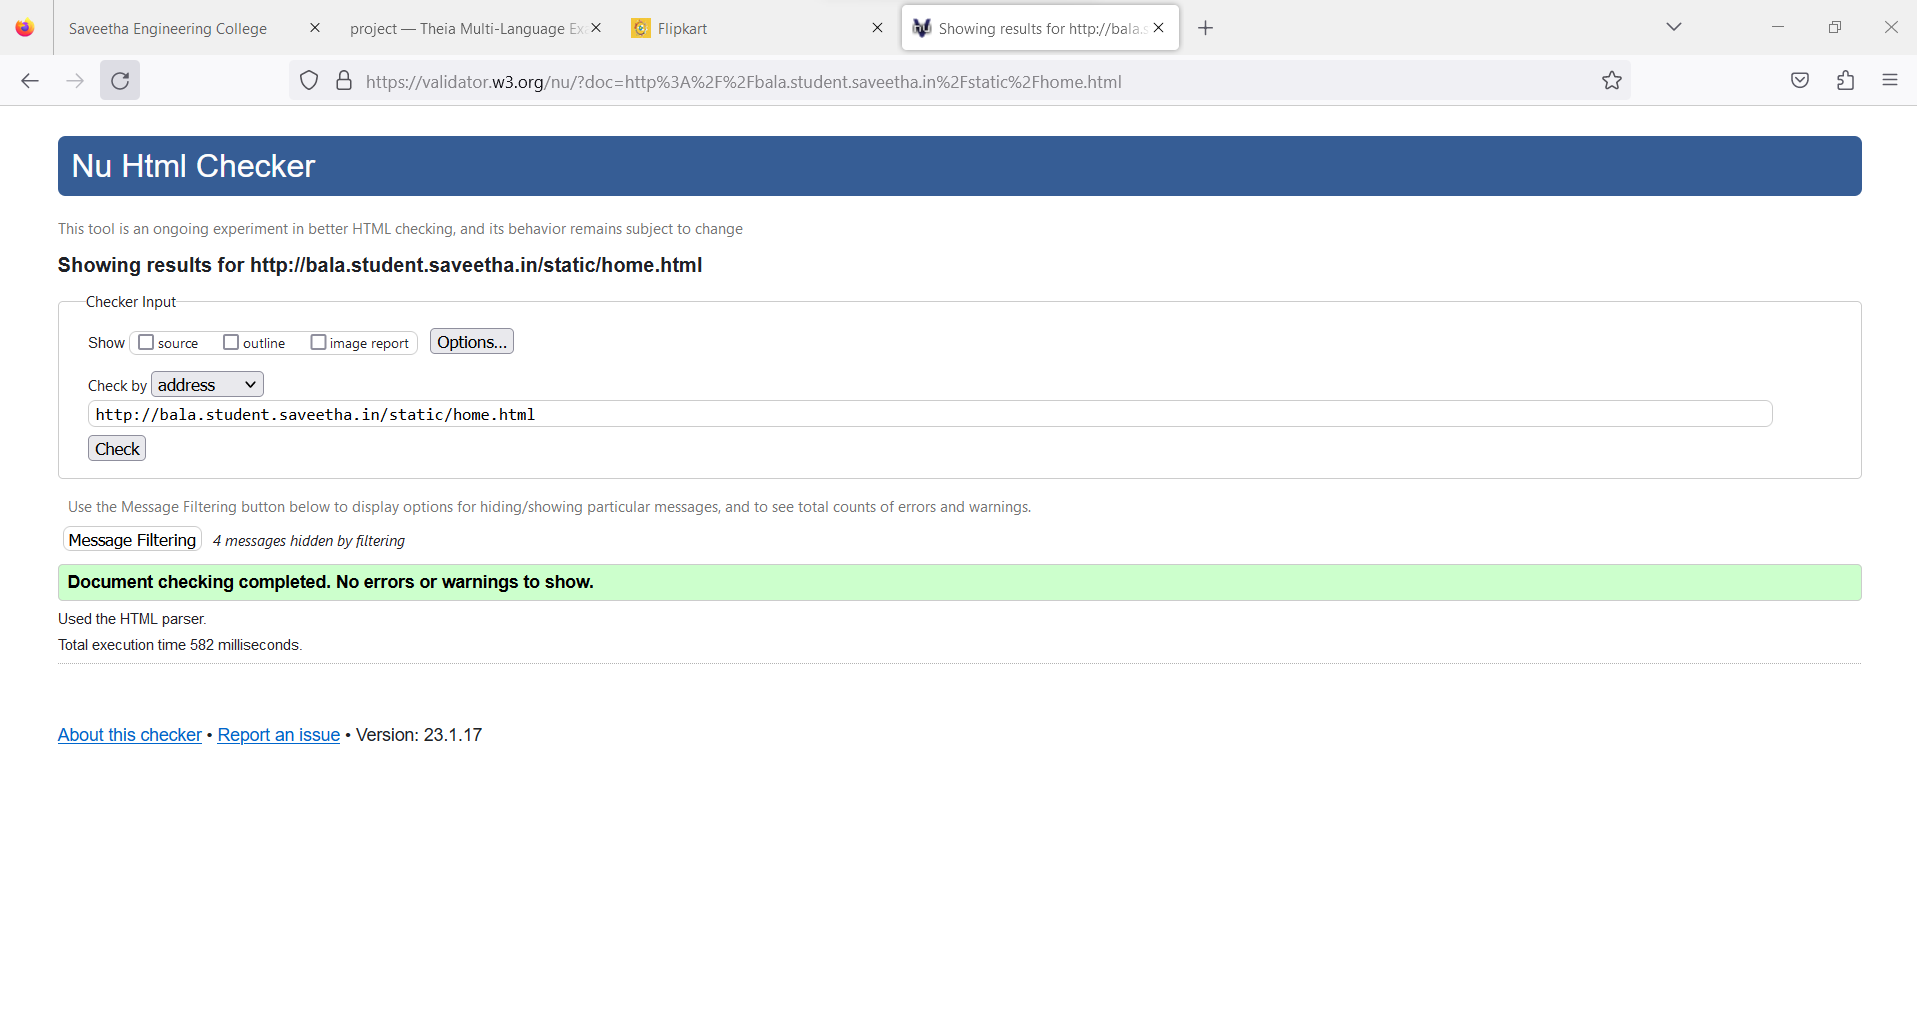 Saveetha Engineering College
project — Theia Multi-Language Ex
Flipkart
Showing results for http://bala.s
https://validator.w3.org/nu/?doc=http%3A%2F%2Fbala.student.saveetha.in%2Fstatic%2Fhome.html
Nu Html Checker
This tool is an ongoing experiment in better HTML checking, and its behavior remains subject to change
Showing results for http://bala.student.saveetha.in/static/home.html
Checker Input
Show source outline image report Options...
Check by address
http://bala.student.saveetha.in/static/home.html
Check
Use the Message Filtering button below to display options for hiding/showing particular messages, and to see total counts of errors and warnings.
Message Filtering 4 messages hidden by filtering
Document checking completed. No errors or warnings to show.
Used the HTML parser.
Total execution time 582 milliseconds.
About this checker • Report an issue • Version: 23.1.17